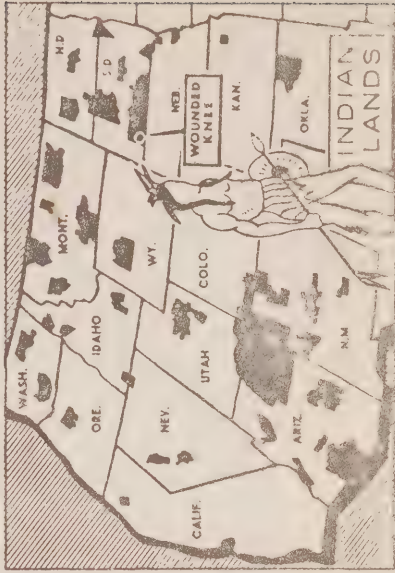 WASH.
MONT.
N.D
S.D.
ORE.
IDAHO
WY.
NEB.
WOUNDED
KNEE
NEV.
UTAH
COLO.
KAN.
CALIF.
ARIZ.
N.M.
OKLA.
INDIAN
LANDS